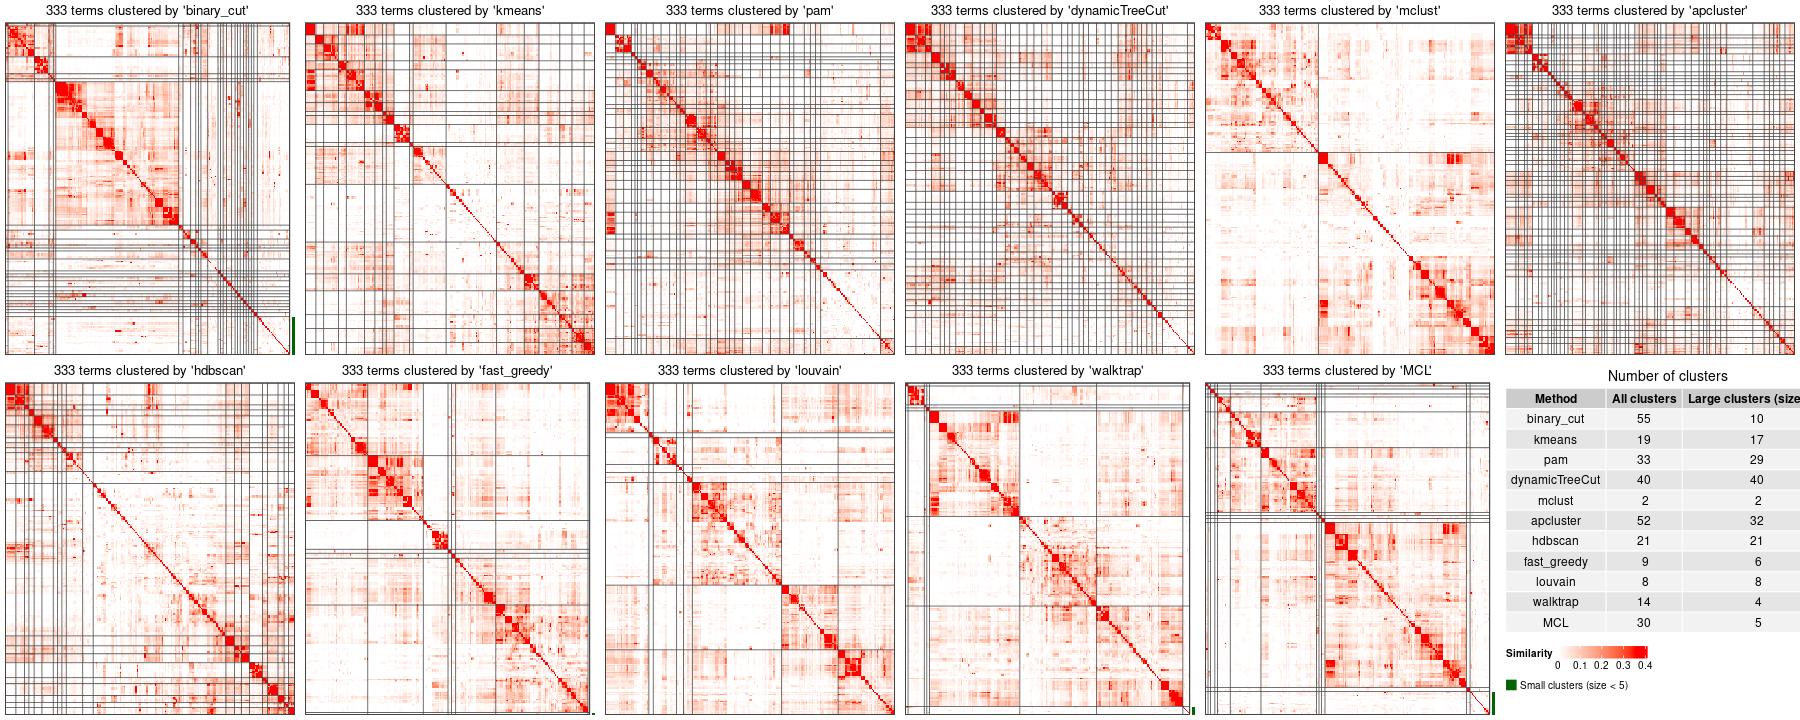 333 terms clustered by 'binary_cut'
333 terms clustered by 'kmeans'
333 terms clustered by 'pam'
333 terms clustered by 'dynamicTreeCut'
333 terms clustered by 'mclust'
333 terms clustered by 'apcluster'
333 terms clustered by 'hdbscan'
333 terms clustered by 'fast_greedy'
333 terms clustered by 'louvain'
333 terms clustered by 'walktrap'
333 terms clustered by 'MCL'
Number of clusters
Method All clusters Large clusters (size
binary_cut 55 10
kmeans 19 17
pam 33 29
dynamicTreeCut 40 40
mclust 2 2
apcluster 52 32
hdbscan 21 21
fast_greedy 9 6
louvain 8 8
walktrap 14 4
MCL 30 5
Similarity
0 0.1 0.2 0.3 0.4
Small clusters (size < 5)